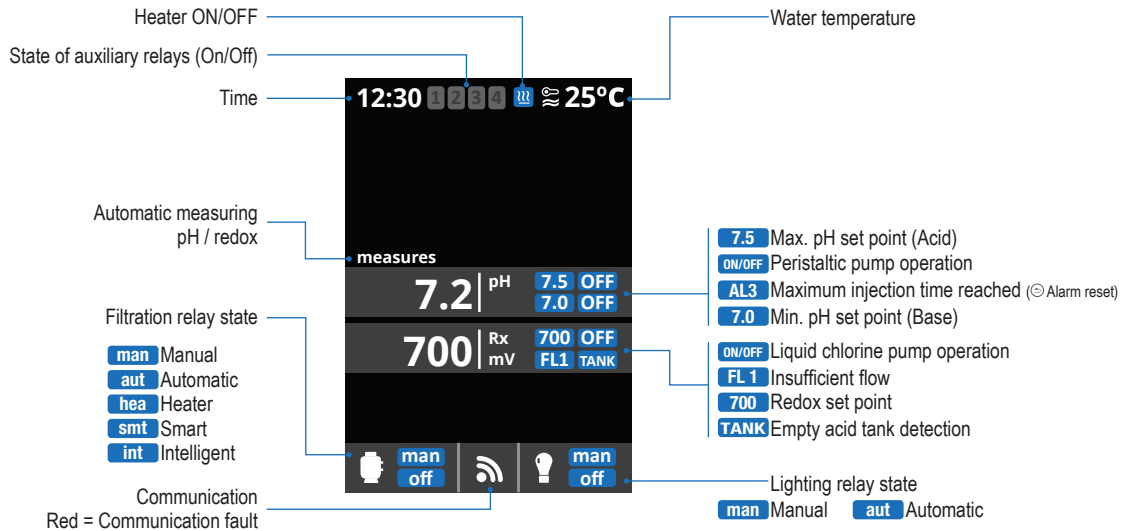 Heater ON/OFF
State of auxiliary relays (On/Off)
Time
Water temperature
12:30 1 2 3 4 25ºC
Automatic measuring
pH / redox
measures
7.2 pH 7.5 OFF
7.0 OFF
700 Rx 700 OFF
mV FL1 TANK
7.5 Max. pH set point (Acid)
ON/OFF Peristaltic pump operation
AL3 Maximum injection time reached (⊝ Alarm reset)
7.0 Min. pH set point (Base)
ON/OFF Liquid chlorine pump operation
FL 1 Insufficient flow
700 Redox set point
TANK Empty acid tank detection
Filtration relay state
man Manual
aut Automatic
hea Heater
smt Smart
int Intelligent
man man
off off
Communication
Red = Communication fault
Lighting relay state
man Manual aut Automatic